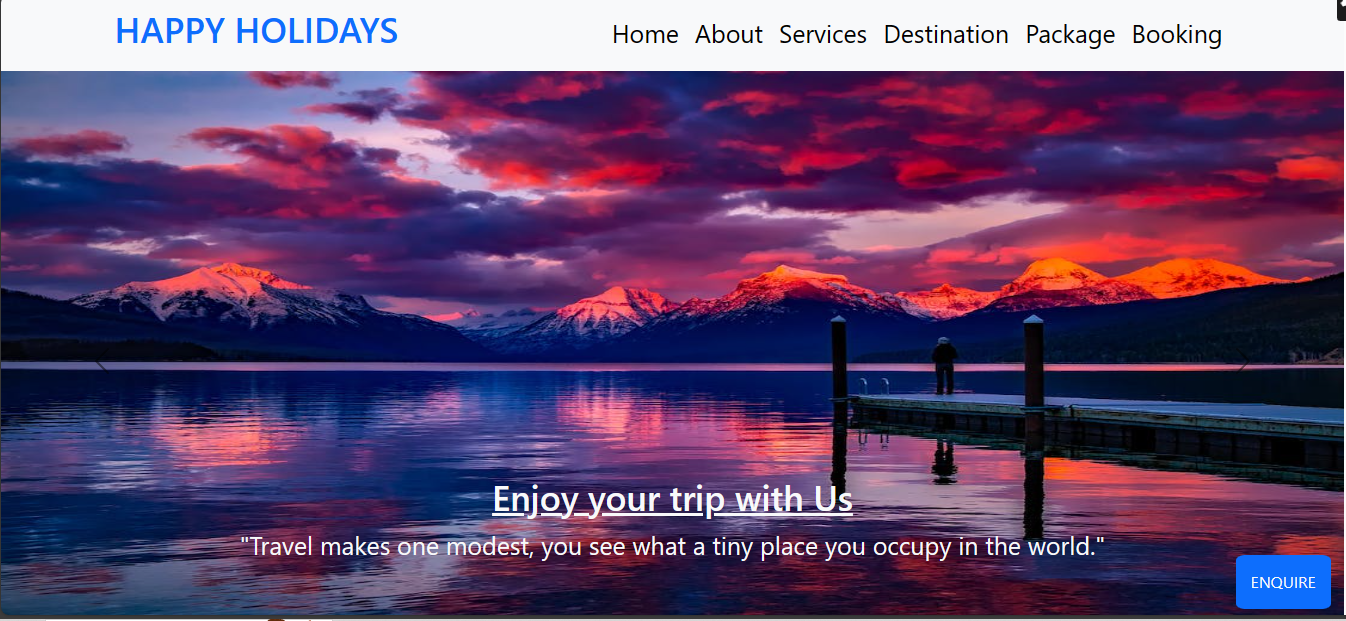 HAPPY HOLIDAYS
Home About Services Destination Package Booking
Enjoy your trip with Us
"Travel makes one modest, you see what a tiny place you occupy in the world."
ENQUIRE